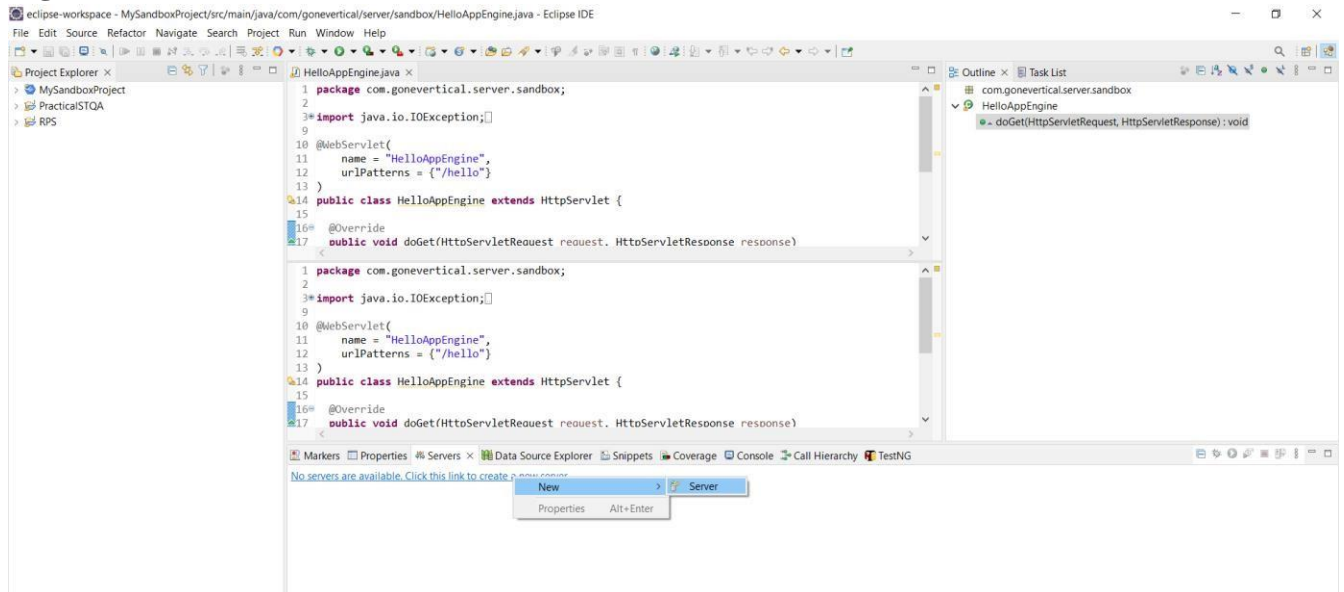 eclipse-workspace - MySandboxProject/src/main/java/com/gonevertical/server/sandbox/HelloAppEngine.java - Eclipse IDE
File Edit Source Refactor Navigate Search Project Run Window Help
Project Explorer
MySandboxProject
PracticalSTQA
RPS
HelloAppEngine.java
1 package com.gonevertical.server.sandbox;
2
3 import java.io.IOException;
9
10 @WebServlet(
11 name = "HelloAppEngine",
12 urlPatterns = {"/hello"}
13 )
14 public class HelloAppEngine extends HttpServlet {
15
16 @Override
17 public void doGet(HttpServletRequest request, HttpServletResponse response)
1 package com.gonevertical.server.sandbox;
2
3 import java.io.IOException;
9
10 @WebServlet(
11 name = "HelloAppEngine",
12 urlPatterns = {"/hello"}
13 )
14 public class HelloAppEngine extends HttpServlet {
15
16 @Override
17 public void doGet(HttpServletRequest request, HttpServletResponse response)
Outline Task List
com.gonevertical.server.sandbox
HelloAppEngine
doGet(HttpServletRequest, HttpServletResponse) : void
Markers Properties Servers Data Source Explorer Snippets Coverage Console Call Hierarchy TestNG
No servers are available. Click this link to create a new server...
New Server
Properties Alt+Enter